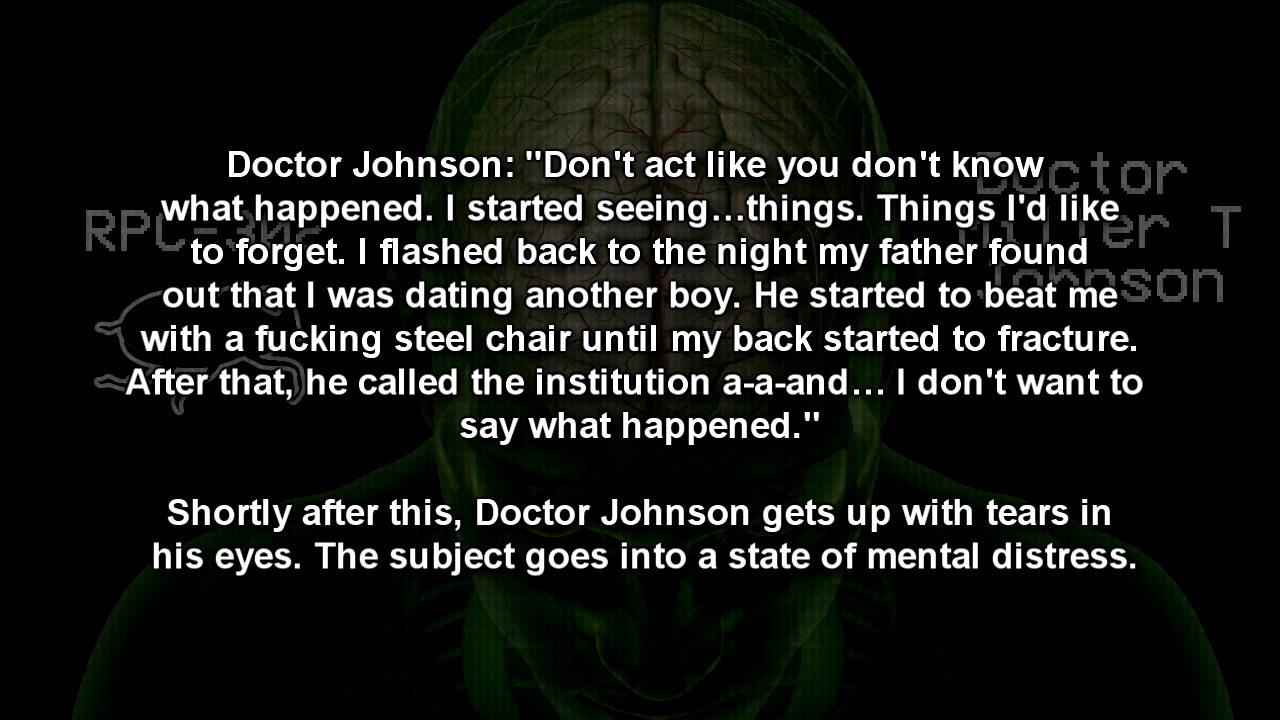 Doctor Johnson: "Don't act like you don't know
what happened. I started seeing…things. Things I'd like
to forget. I flashed back to the night my father found
out that I was dating another boy. He started to beat me
with a fucking steel chair until my back started to fracture.
After that, he called the institution a-a-and… I don't want to
say what happened."
Shortly after this, Doctor Johnson gets up with tears in
his eyes. The subject goes into a state of mental distress.
Doctor
T
Johnson